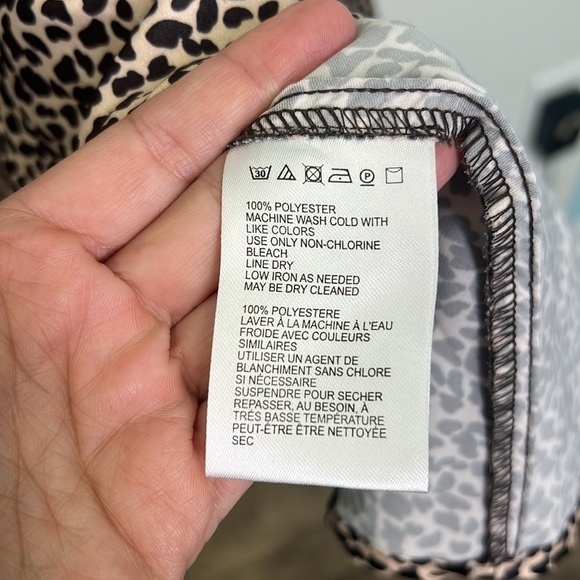 30
P
100% POLYESTER
MACHINE WASH COLD WITH
LIKE COLORS
USE ONLY NON-CHLORINE
BLEACH
LINE DRY
LOW IRON AS NEEDED
MAY BE DRY CLEANED
100% POLYESTERE
LAVER À LA MACHINE À L'EAU
FROIDE AVEC COULEURS
SIMILAIRES
UTILISER UN AGENT DE
BLANCHIMENT SANS CHLORE
SI NÉCESSAIRE
SUSPENDRE POUR SECHER
REPASSER, AU BESOIN, À
TRÈS BASSE TEMPÉRATURE
PEUT-ÊTRE ÊTRE NETTOYÉE
SEC